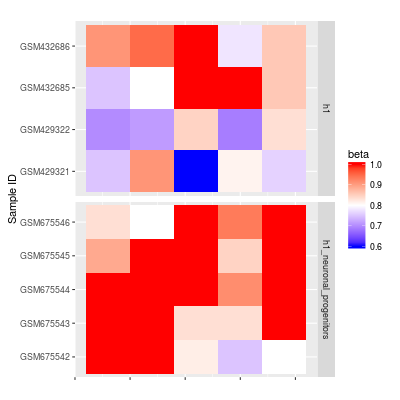 GSM432686
GSM432685
GSM429322
GSM429321
h1
GSM675546
GSM675545
GSM675544
GSM675543
GSM675542
h1_neuronal_progenitors
Sample ID
beta
1.0
0.9
0.8
0.7
0.6